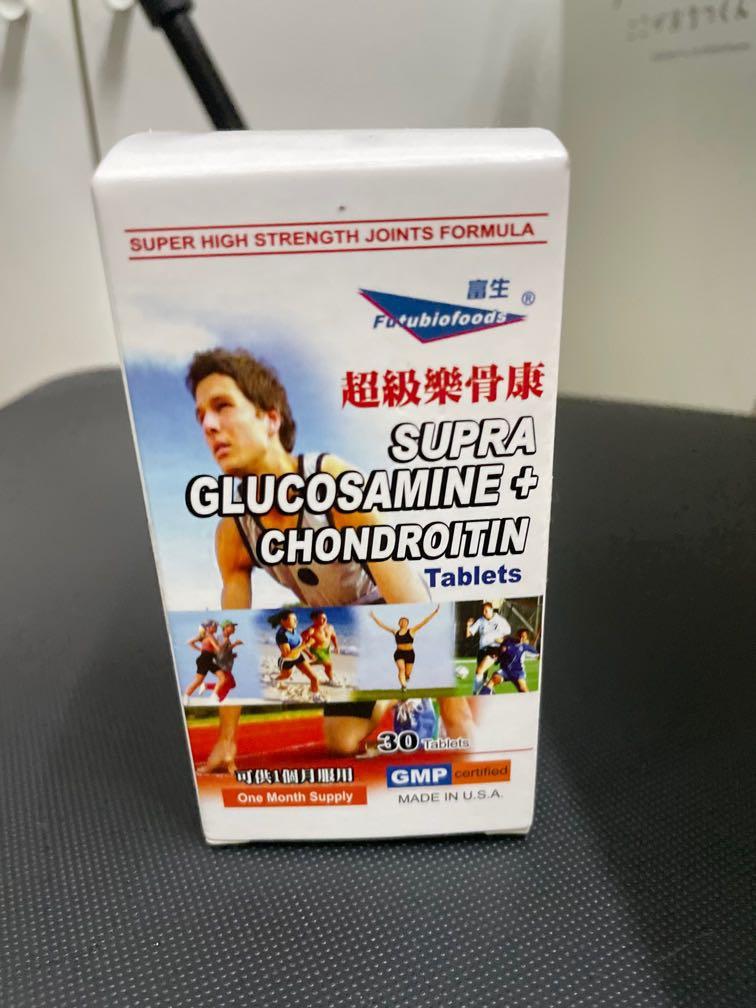 SUPER HIGH STRENGTH JOINTS FORMULA
富生
®
Futubiofoods
超級樂骨康
SUPRA
GLUCOSAMINE +
CHONDROITIN
Tablets
30 Tablets
可供1個月服用
GMP certified
One Month Supply
MADE IN U.S.A.